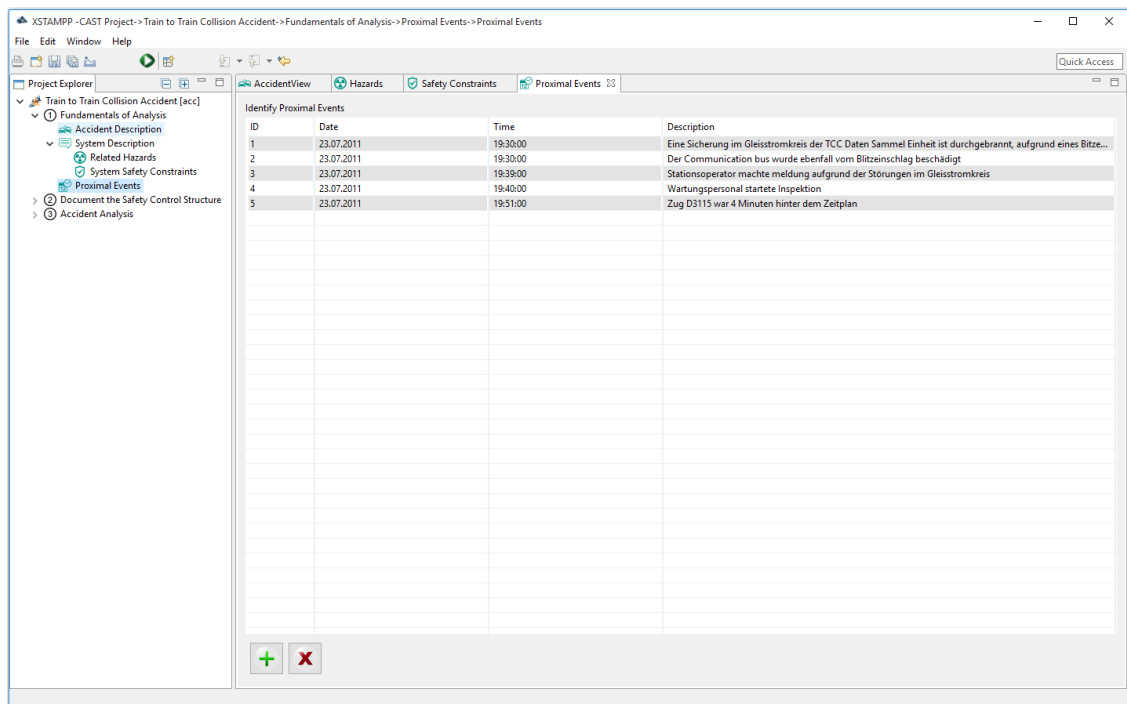 XSTAMPP -CAST Project->Train to Train Collision Accident->Fundamentals of Analysis->Proximal Events->Proximal Events
File Edit Window Help
Quick Access
Project Explorer
Train to Train Collision Accident [acc]
1 Fundamentals of Analysis
Accident Description
System Description
Related Hazards
System Safety Constraints
Proximal Events
2 Document the Safety Control Structure
3 Accident Analysis
AccidentView Hazards Safety Constraints Proximal Events
Identify Proximal Events
ID Date Time Description
1 23.07.2011 19:30:00 Eine Sicherung im Gleisstromkreis der TCC Daten Sammel Einheit ist durchgebrannt, aufgrund eines Bitze...
2 23.07.2011 19:30:00 Der Communication bus wurde ebenfall vom Blitzeinschlag beschädigt
3 23.07.2011 19:39:00 Stationsoperator machte meldung aufgrund der Störungen im Gleisstromkreis
4 23.07.2011 19:40:00 Wartungspersonal startete Inspektion
5 23.07.2011 19:51:00 Zug D3115 war 4 Minuten hinter dem Zeitplan